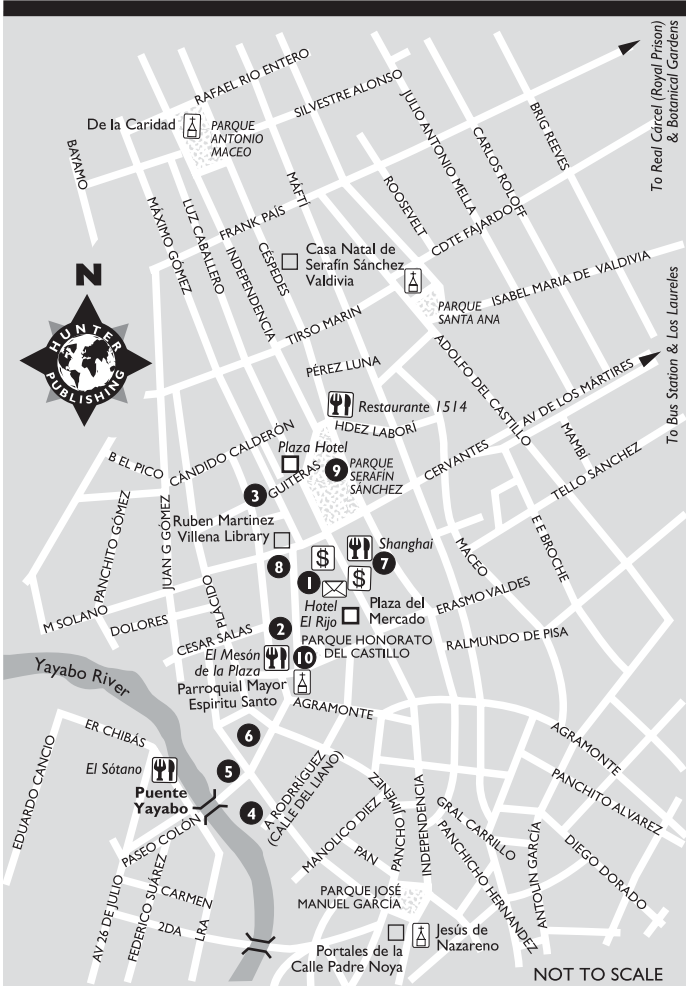 RAFAEL RIO ENTERO
SILVESTRE ALONSO
De la Caridad
PARQUE
ANTONIO
MACEO
BAYAMO
JULIO ANTONIO MELLA
CARLOS ROLOFF
BRIG REEVES
To Real Cárcel (Royal Prison)
& Botanical Gardens
MÁXIMO GÓMEZ
LUZ CABALLERO
INDEPENDENCIA
CÉSPEDES
FRANK PAÍS
MÁFTÍ
ROOSEVELT
CDTE FAJARDO
Casa Natal de
Serafín Sánchez
Valdivia
ISABEL MARIA DE VALDIVIA
PARQUE
SANTA ANA
N
HUNTER
PUBLISHING
TIRSO MARIN
PÉREZ LUNA
ADOLFO DEL CASTILLO
AV DE LOS MÁRTIRES
To Bus Station & Los Laureles
Restaurante 1514
HDEZ LABORÍ
Plaza Hotel
B EL PICO
CÁNDIDO CALDERÓN
GUITERAS
9
PARQUE
SERAFÍN
SÁNCHEZ
CERVANTES
MAMBÍ
TELLO SANCHEZ
3
PANCHITO GÓMEZ
JUAN G GÓMEZ
Ruben Martinez
Villena Library
$
Shanghai
7
8
1
$
MACEO
E E BROCHE
PLACIDO
Hotel
El Rijo
Plaza del
Mercado
ERASMO VALDES
M SOLANO
DOLORES
2
CESAR SALAS
PARQUE HONORATO
DEL CASTILLO
RALMUNDO DE PISA
El Mesón
de la Plaza
10
Yayabo River
Parroquial Mayor
Espiritu Santo
AGRAMONTE
AGRAMONTE
ER CHIBÁS
6
EDUARDO CANCIO
El Sótano
5
Puente
Yayabo
4
A RODRRÍGUEZ
(CALLE DEL LIANO)
PANCHITO ALVAREZ
PASEO COLÓN
MANOLICO DIEZ
PANCHO JIMÉNEZ
INDEPENDENCIA
GRAL CARRILLO
PANCHICHO HERNANDEZ
ANTOLIN GARCÍA
DIEGO DORADO
PAN
AV 26 DE JULIO
FEDERICO SUÁREZ
CARMEN
2DA
LRA
PARQUE JOSÉ
MANUEL GARCÍA
Jesús de
Nazareno
Portales de la
Calle Padre Noya
NOT TO SCALE